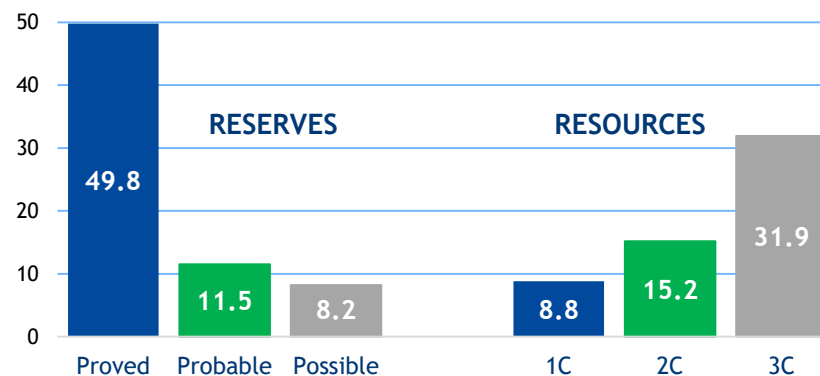 50
40
RESERVES RESOURCES
30
49.8
20
31.9
10
11.5 8.2 8.8 15.2
0
Proved Probable Possible 1C 2C 3C